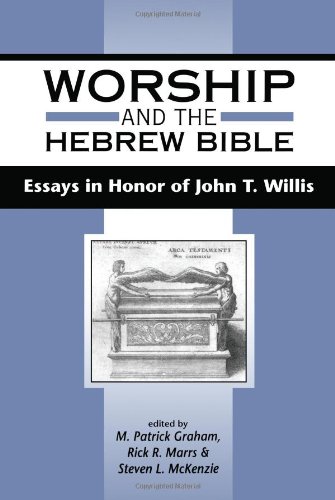 WORSHIP
AND THE
HEBREW BIBLE
Essays in Honor of John T. Willis
ARCA TESTAMENTI
edited by
M. Patrick Graham,
Rick R. Marrs &
Steven L. McKenzie